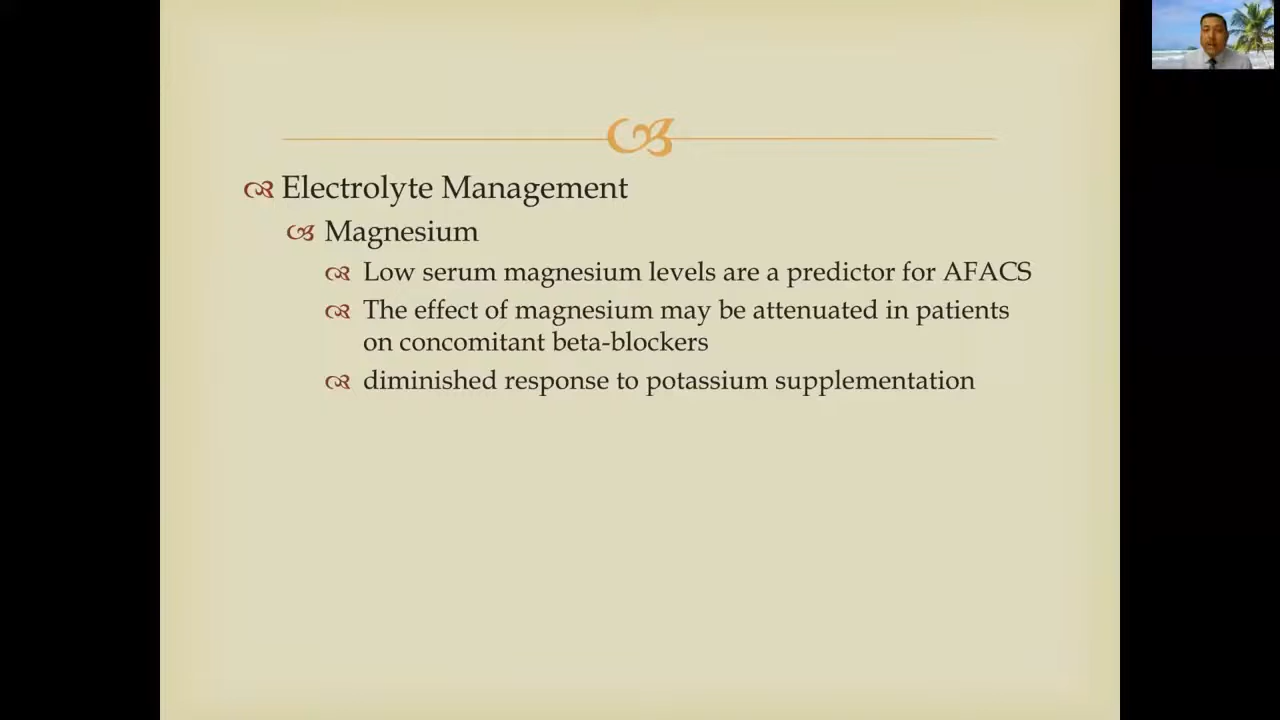 Electrolyte Management
Magnesium
Low serum magnesium levels are a predictor for AFACS
The effect of magnesium may be attenuated in patients
on concomitant beta-blockers
diminished response to potassium supplementation